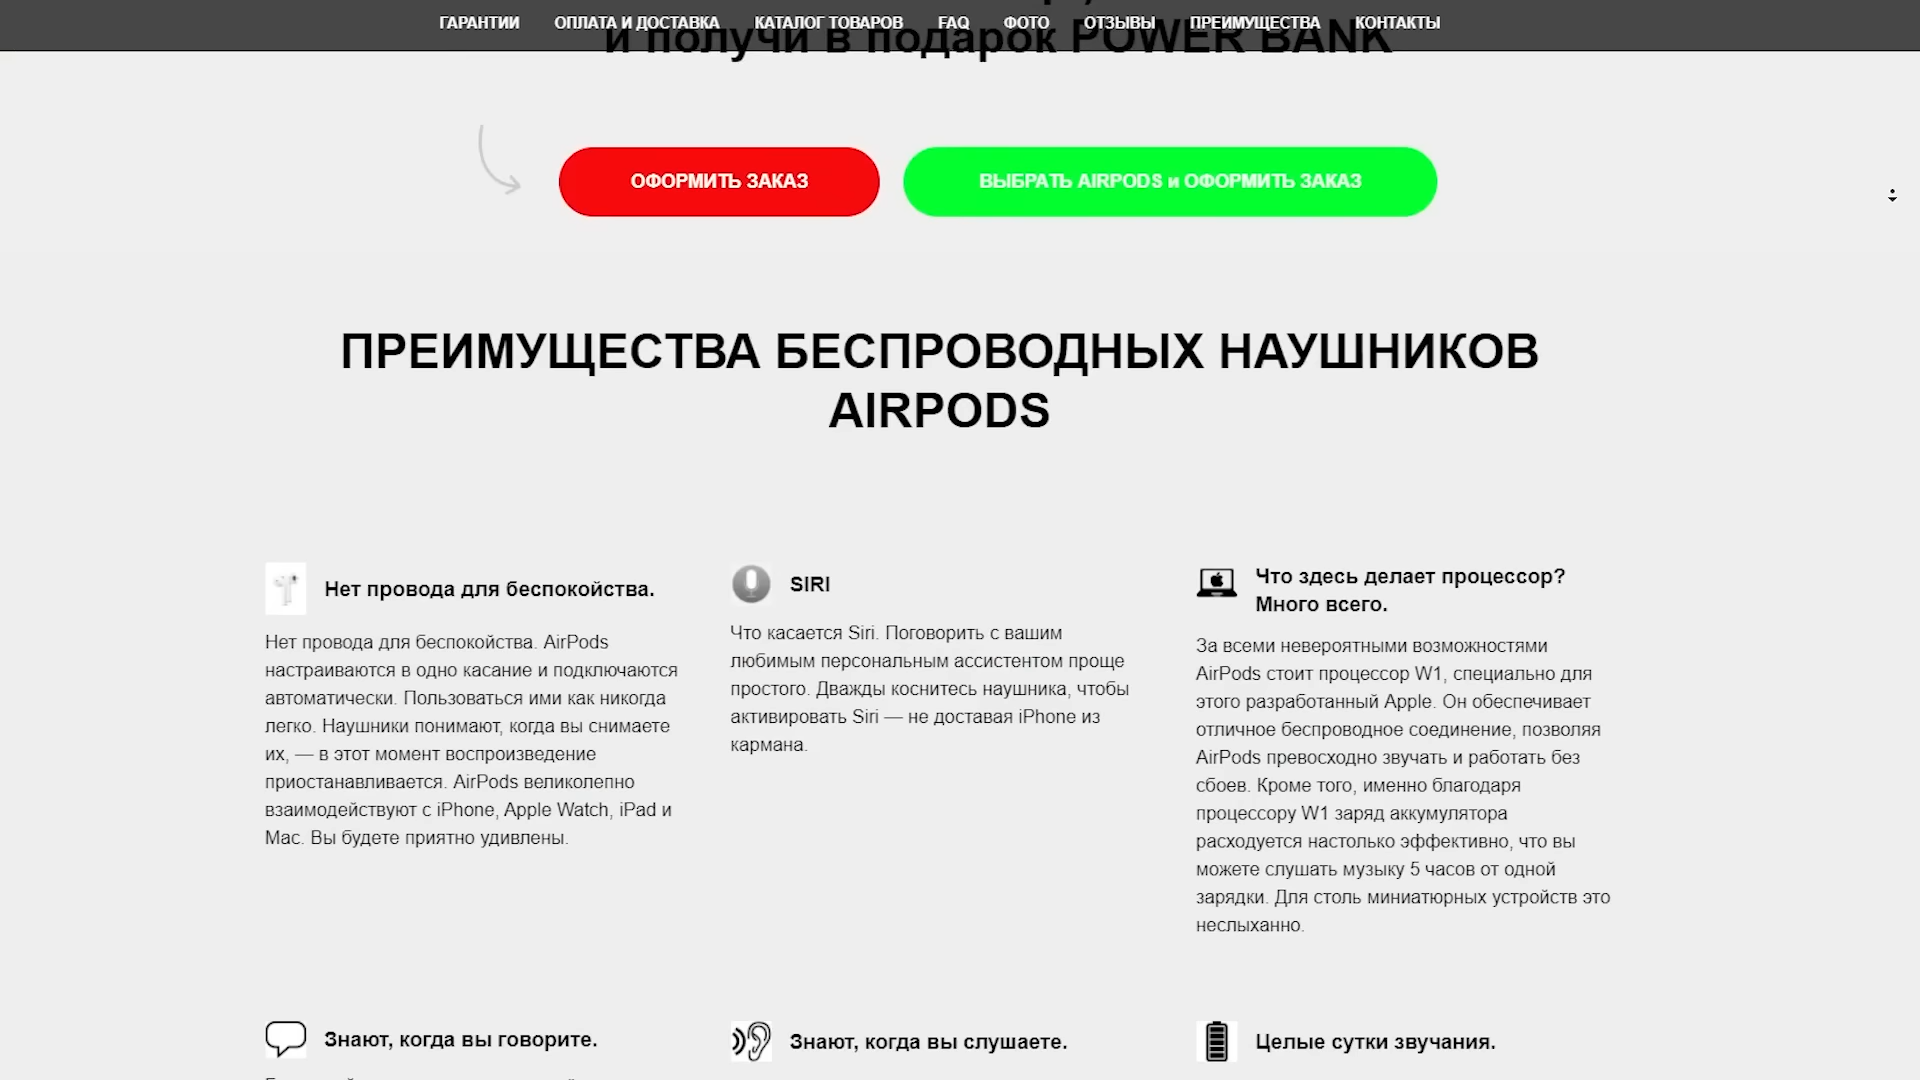 ГАРАНТИИ ОПЛАТА И ДОСТАВКА КАТАЛОГ ТОВАРОВ FAQ ФОТО ОТЗЫВЫ ПРЕИМУЩЕСТВА КОНТАКТЫ
и получи в подарок POWER BANK
ОФОРМИТЬ ЗАКАЗ
ВЫБРАТЬ AIRPODS и ОФОРМИТЬ ЗАКАЗ
ПРЕИМУЩЕСТВА БЕСПРОВОДНЫХ НАУШНИКОВ
AIRPODS
Нет провода для беспокойства.
Нет провода для беспокойства. AirPods
настраиваются в одно касание и подключаются
автоматически. Пользоваться ими как никогда
легко. Наушники понимают, когда вы снимаете
их, — в этот момент воспроизведение
приостанавливается. AirPods великолепно
взаимодействуют с iPhone, Apple Watch, iPad и
Mac. Вы будете приятно удивлены.
SIRI
Что касается Siri. Поговорить с вашим
любимым персональным ассистентом проще
простого. Дважды коснитесь наушника, чтобы
активировать Siri — не доставая iPhone из
кармана.
Что здесь делает процессор?
Много всего.
За всеми невероятными возможностями
AirPods стоит процессор W1, специально для
этого разработанный Apple. Он обеспечивает
отличное беспроводное соединение, позволяя
AirPods превосходно звучать и работать без
сбоев. Кроме того, именно благодаря
процессору W1 заряд аккумулятора
расходуется настолько эффективно, что вы
можете слушать музыку 5 часов от одной
зарядки. Для столь миниатюрных устройств это
неслыханно.
Знают, когда вы говорите.
Знают, когда вы слушаете.
Целые сутки звучания.